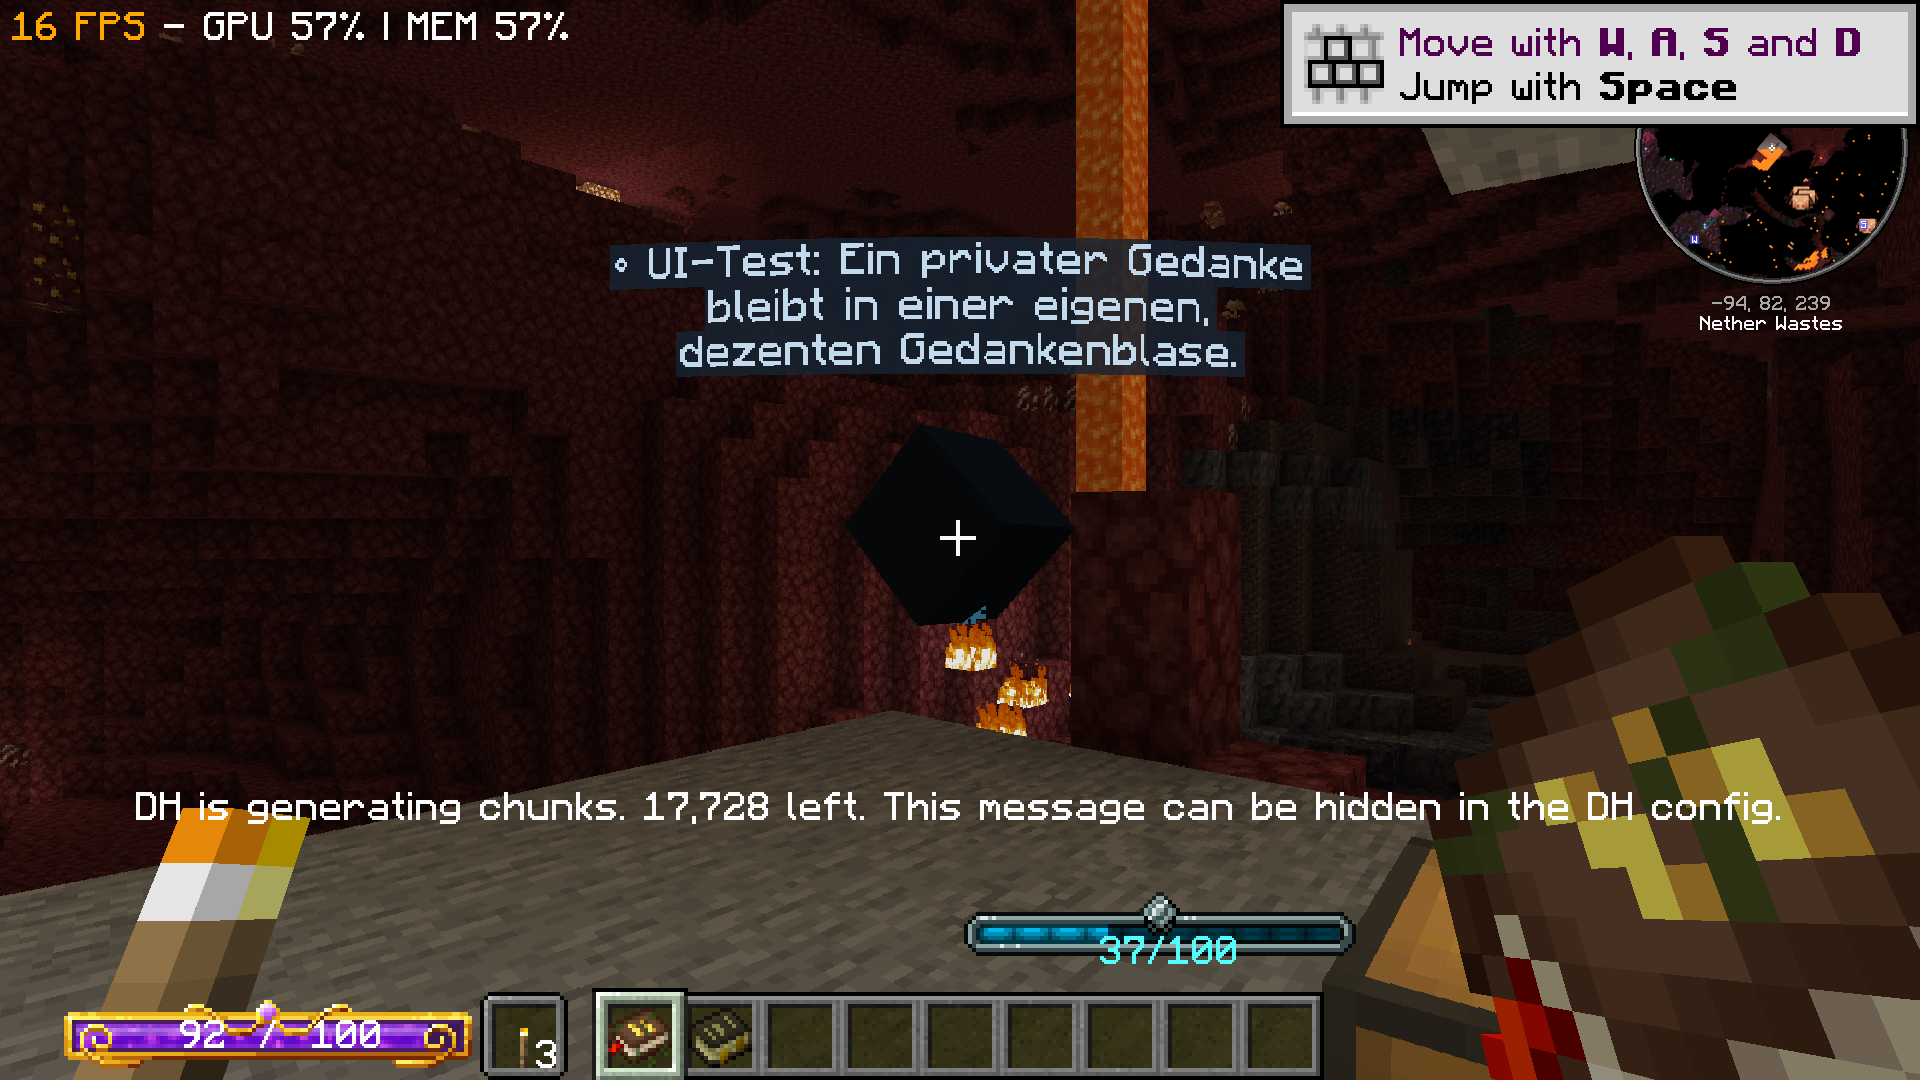 16 FPS – GPU 57% | MEM 57%
Move with W, A, S and D
Jump with Space
∘ UI-Test: Ein privater Gedanke
bleibt in einer eigenen,
dezenten Gedankenblase.
W
S
-94, 82, 239
Nether Wastes
DH is generating chunks. 17,728 left. This message can be hidden in the DH config.
37/100
92 / 100
3